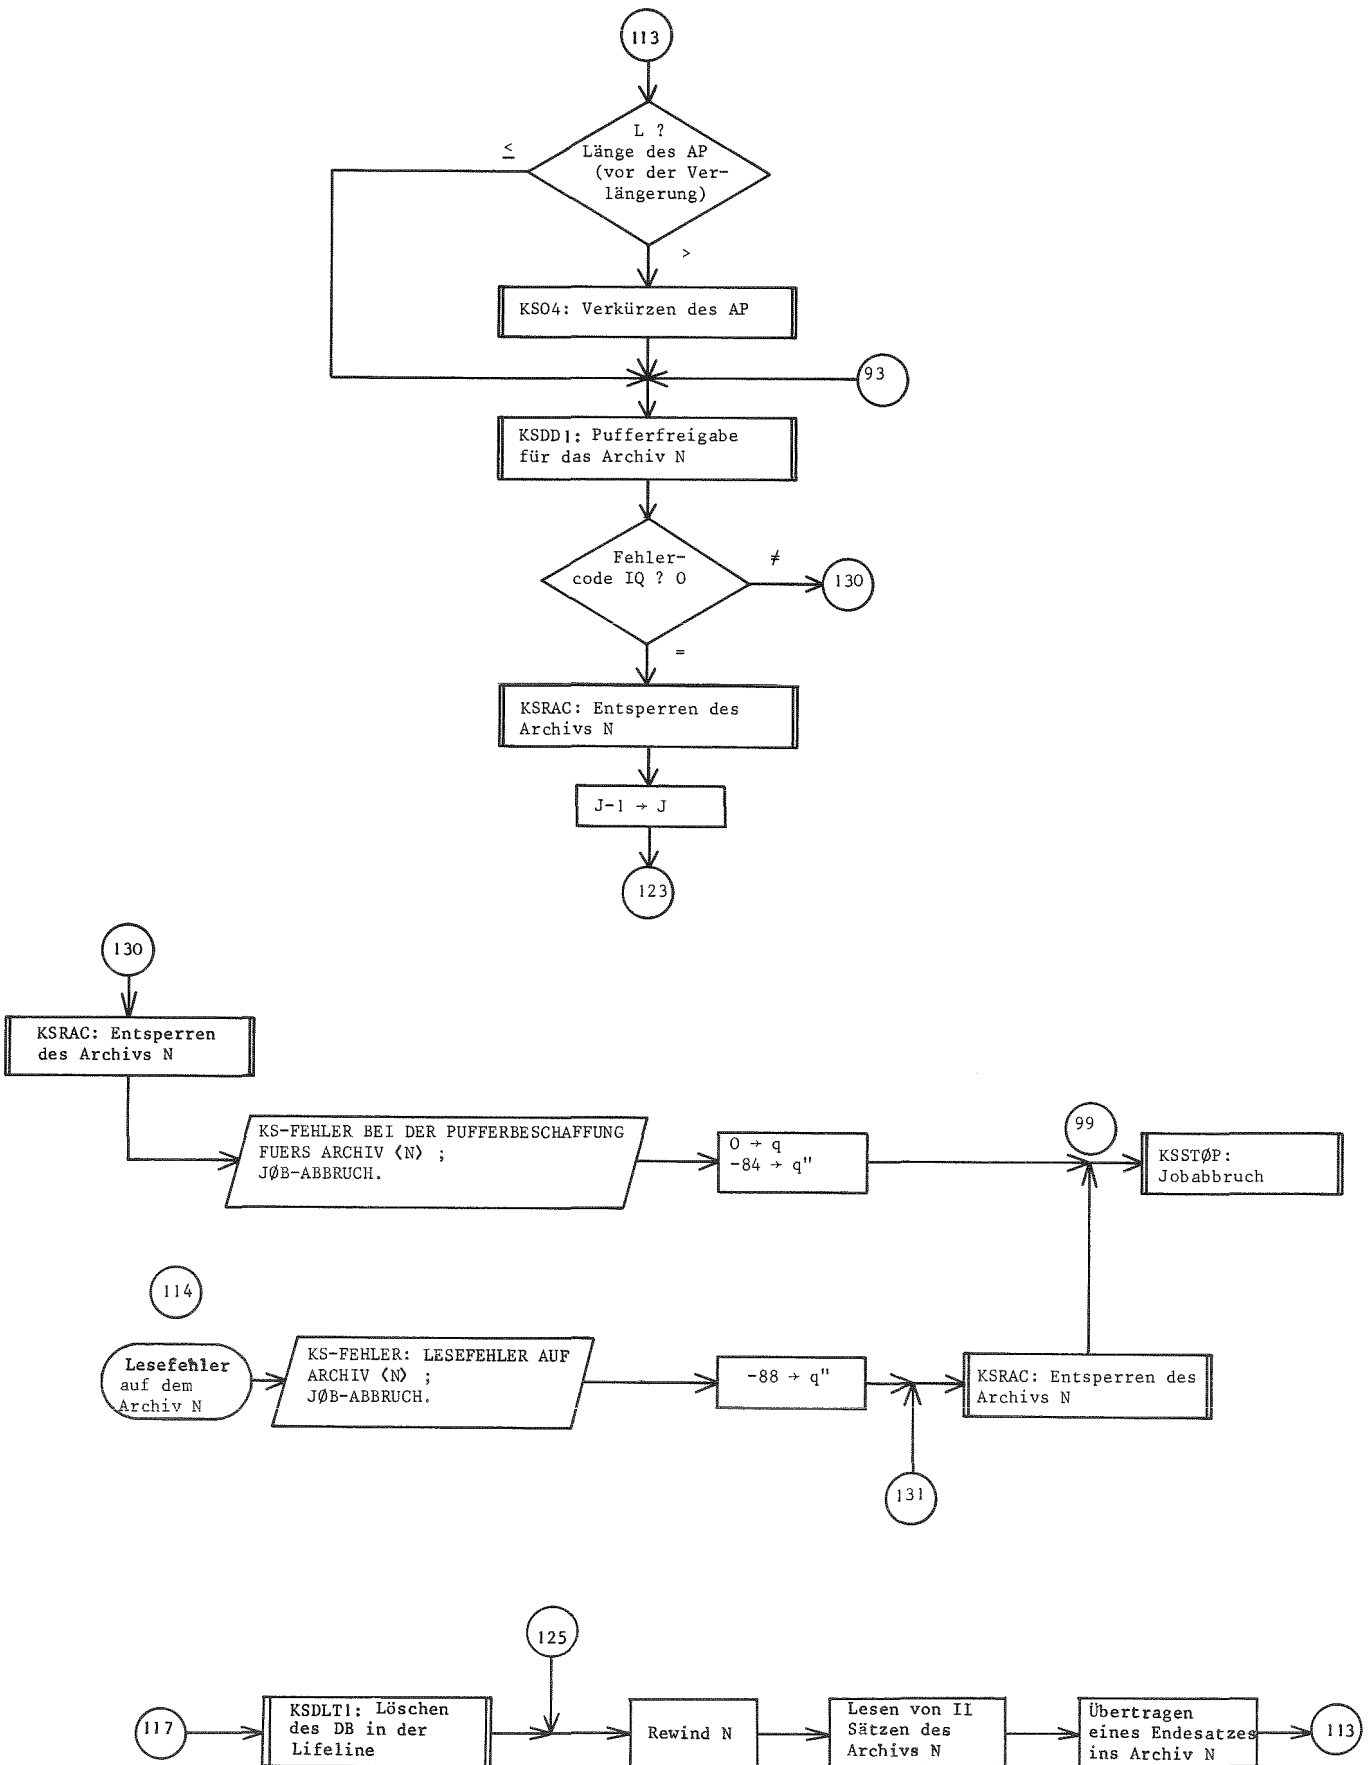 113
L ?
Länge des AP
(vor der Ver-
längerung)
≤
>
KSO4: Verkürzen des AP
93
KSDD1: Pufferfreigabe
für das Archiv N
Fehler-
code IQ ? O
≠
130
=
KSRAC: Entsperren des
Archivs N
J-1 → J
123
130
KSRAC: Entsperren
des Archivs N
KS-FEHLER BEI DER PUFFERBESCHAFFUNG
FUERS ARCHIV ⟨N⟩ ;
JØB-ABBRUCH.
O → q
-84 → q"
99
KSSTØP:
Jobabbruch
114
Lesefehler
auf dem
Archiv N
KS-FEHLER: LESEFEHLER AUF
ARCHIV ⟨N⟩ ;
JØB-ABBRUCH.
-88 → q"
KSRAC: Entsperren des
Archivs N
131
125
117
KSDLT1: Löschen
des DB in der
Lifeline
Rewind N
Lesen von II
Sätzen des
Archivs N
Übertragen
eines Endesatzes
ins Archiv N
113